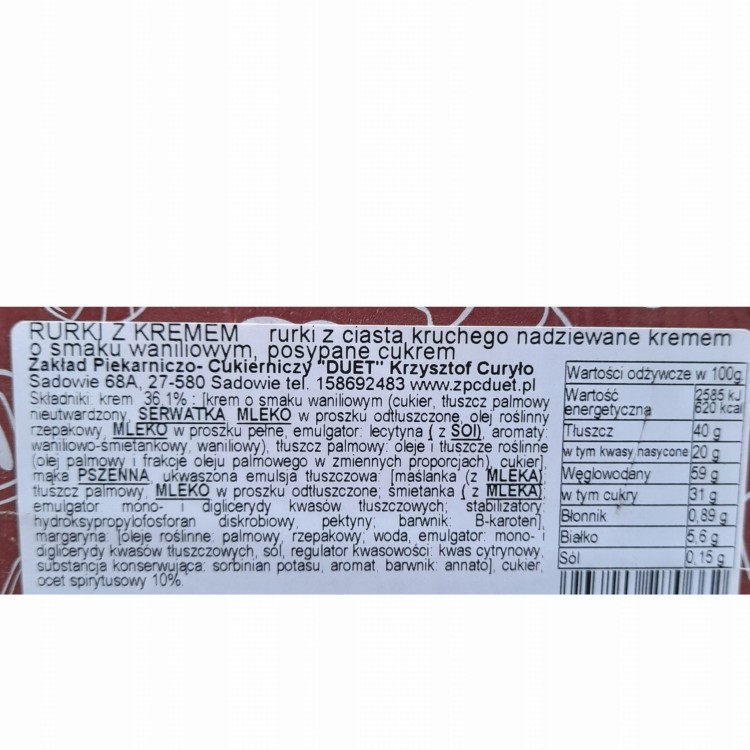 RURKI Z KREMEM rurki z ciasta kruchego nadziewane kremem
o smaku waniliowym, posypane cukrem
Zakład Piekarniczo- Cukierniczy "DUET" Krzysztof Curyło
Sadowie 68A, 27-580 Sadowie tel. 158692483 www.zpcduet.pl
Składniki: krem 36,1% : [krem o smaku waniliowym (cukier, tłuszcz palmowy
nieutwardzony, SERWATKA, MLEKO w proszku odtłuszczone, olej roślinny
rzepakowy, MLEKO w proszku pełne, emulgator: lecytyna ( z SOI), aromaty:
waniliowo-śmietankowy, waniliowy), tłuszcz palmowy: oleje i tłuszcze roślinne
(olej palmowy i frakcje oleju palmowego w zmiennych proporcjach), cukier],
mąka PSZENNA, ukwaszona emulsja tłuszczowa: [maślanka (z MLEKA);
tłuszcz palmowy, MLEKO w proszku odtłuszczone; śmietanka ( z MLEKA);
emulgator: mono- i diglicerydy kwasów tłuszczowych; stabilizatory:
hydroksypropylofosforan diskrobiowy, pektyny; barwnik: B-karoten],
margaryna: [oleje roślinne: palmowy, rzepakowy; woda, emulgator: mono- i
diglicerydy kwasów tłuszczowych, sól, regulator kwasowości: kwas cytrynowy,
substancja konserwująca: sorbinian potasu, aromat, barwnik: annato], cukier,
ocet spirytusowy 10%.
Wartości odżywcze w 100g
Wartość energetyczna 2585 kJ 620 kcal
Tłuszcz 40 g
w tym kwasy nasycone 20 g
Węglowodany 59 g
w tym cukry 31 g
Błonnik 0,89 g
Białko 5,6 g
Sól 0,15 g